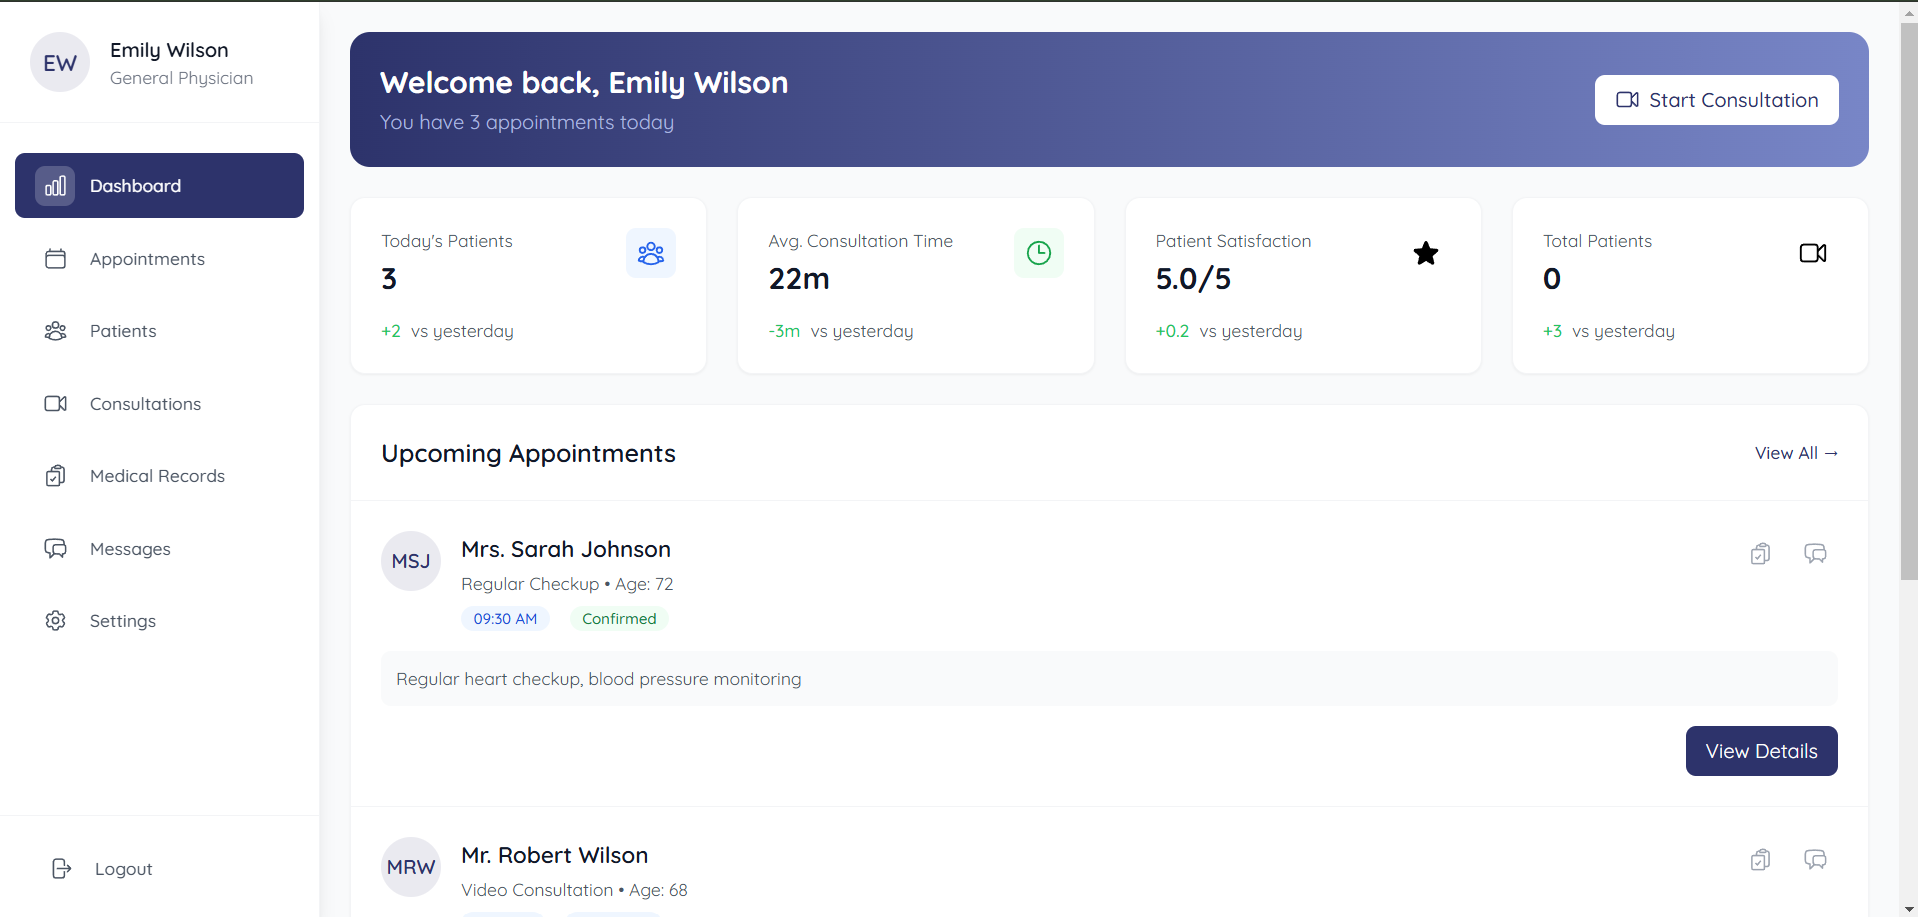 EW
Emily Wilson
General Physician
Dashboard
Appointments
Patients
Consultations
Medical Records
Messages
Settings
Logout
Welcome back, Emily Wilson
You have 3 appointments today
Start Consultation
Today's Patients
3
+2 vs yesterday
Avg. Consultation Time
22m
-3m vs yesterday
Patient Satisfaction
5.0/5
+0.2 vs yesterday
Total Patients
0
+3 vs yesterday
Upcoming Appointments
View All →
MSJ
Mrs. Sarah Johnson
Regular Checkup • Age: 72
09:30 AM Confirmed
Regular heart checkup, blood pressure monitoring
View Details
MRW
Mr. Robert Wilson
Video Consultation • Age: 68